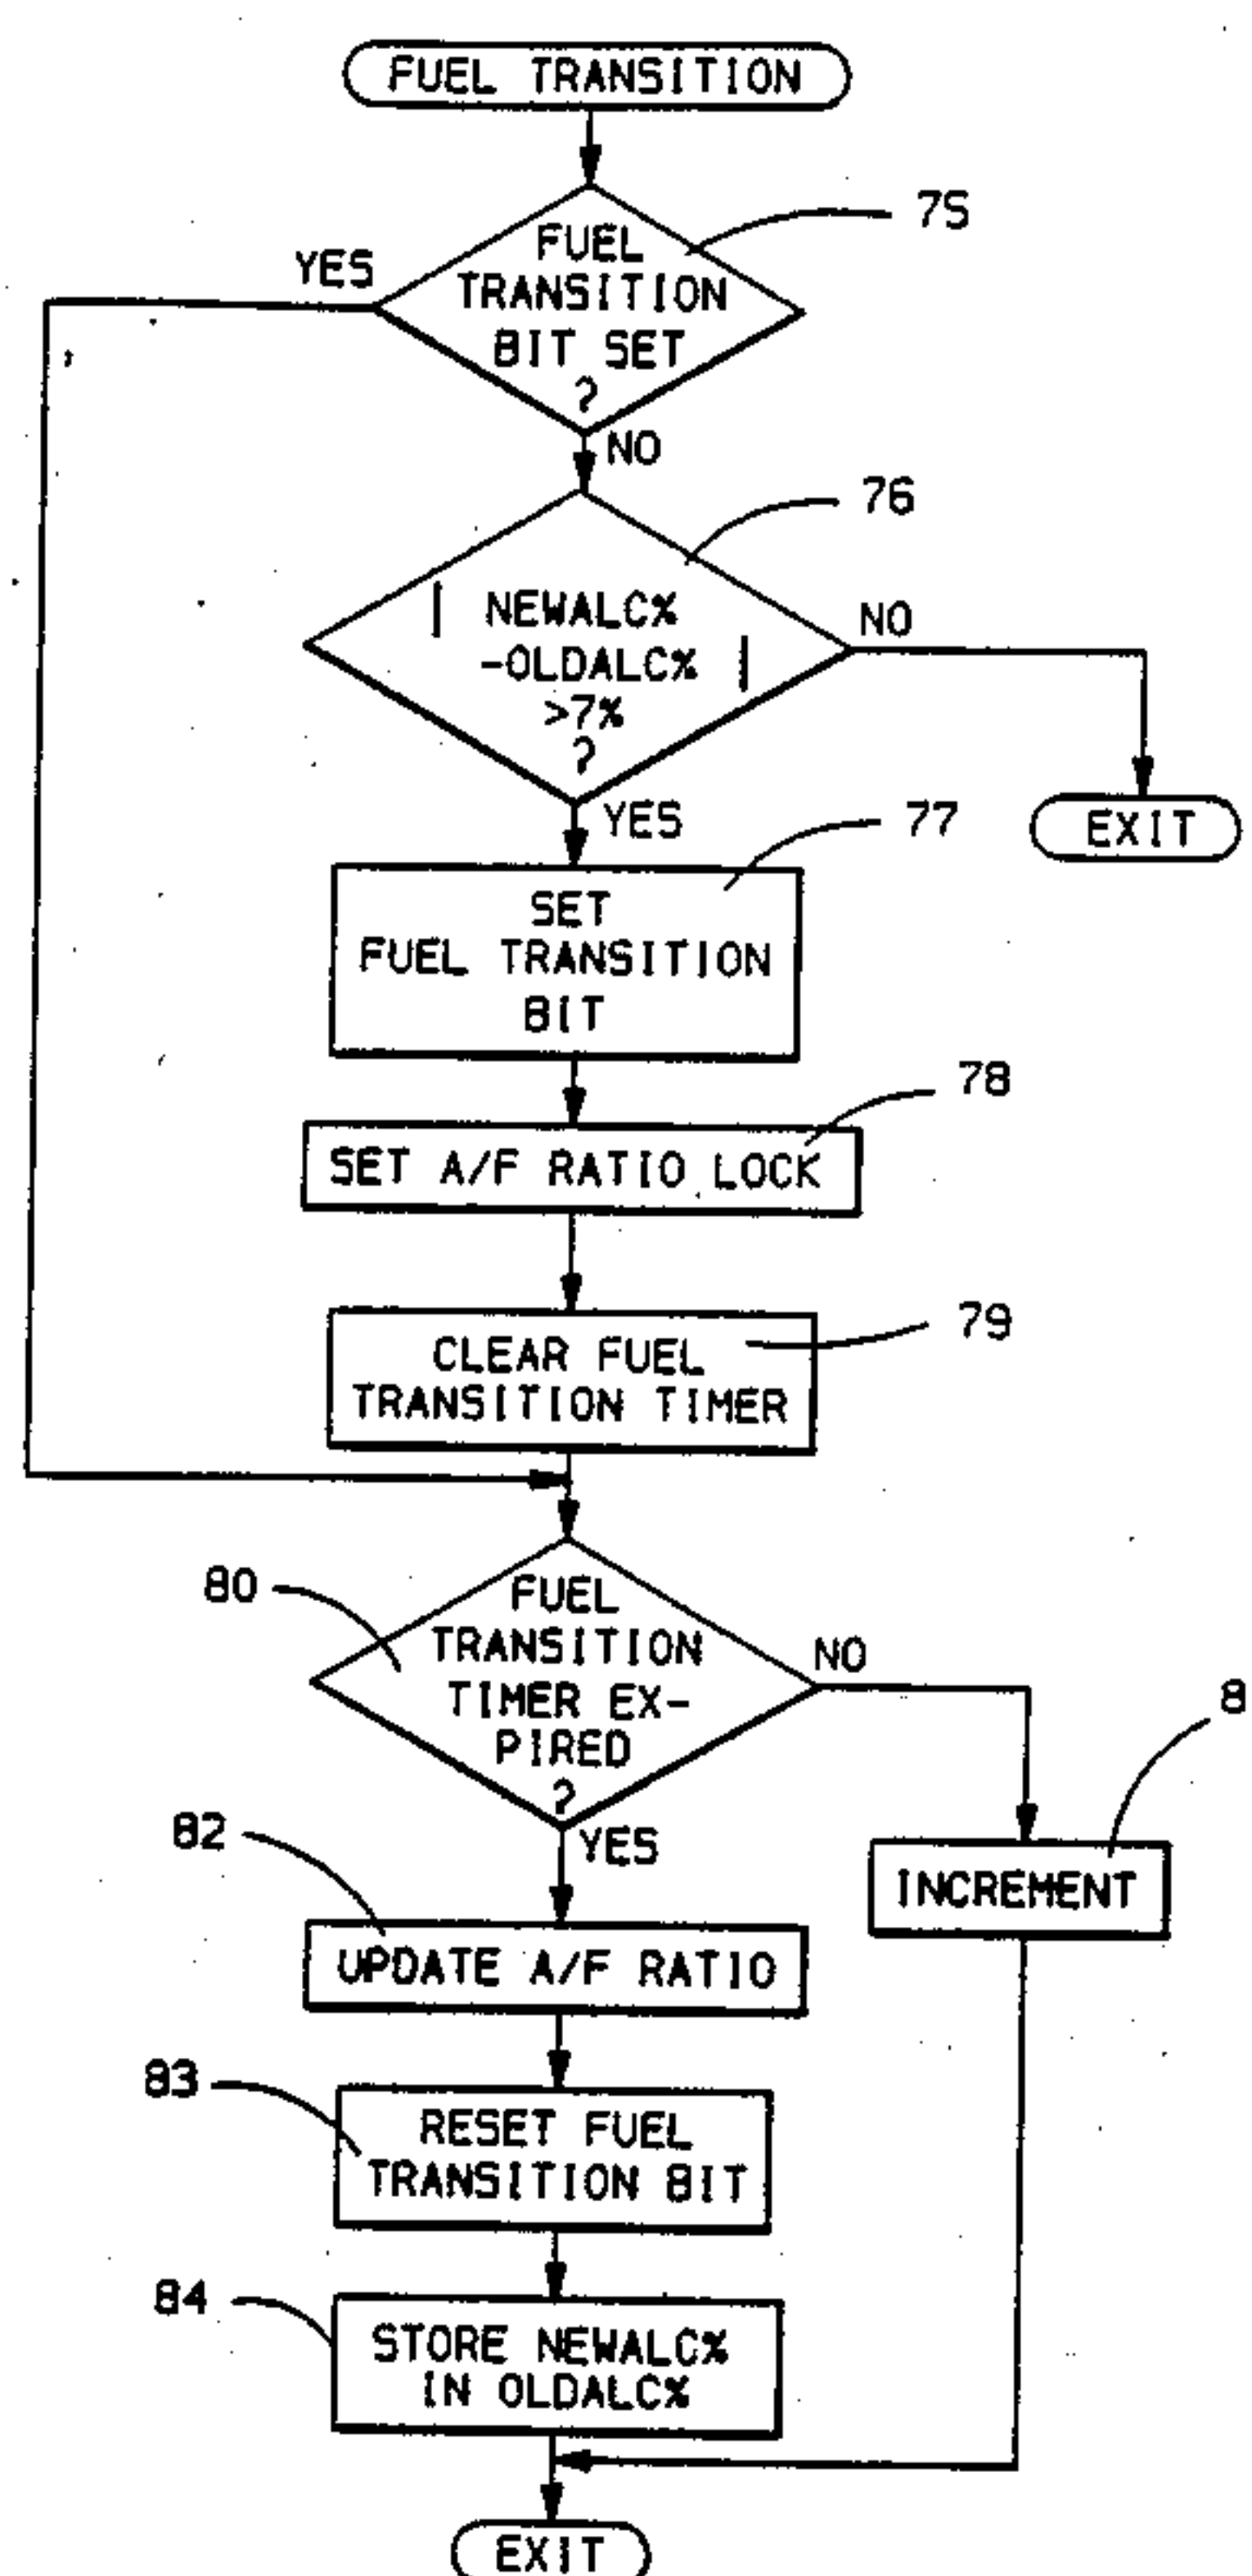 FUEL TRANSITION
75
YES
FUEL
TRANSITION
BIT SET
?
NO
76
| NEWALC%
-OLDALC% |
>7%
?
NO
YES
EXIT
77
SET
FUEL TRANSITION
BIT
78
SET A/F RATIO LOCK
79
CLEAR FUEL
TRANSITION TIMER
80
FUEL
TRANSITION
TIMER EX-
PIRED
?
NO
8
YES
82
INCREMENT
UPDATE A/F RATIO
83
RESET FUEL
TRANSITION BIT
84
STORE NEWALC%
IN OLDALC%
EXIT